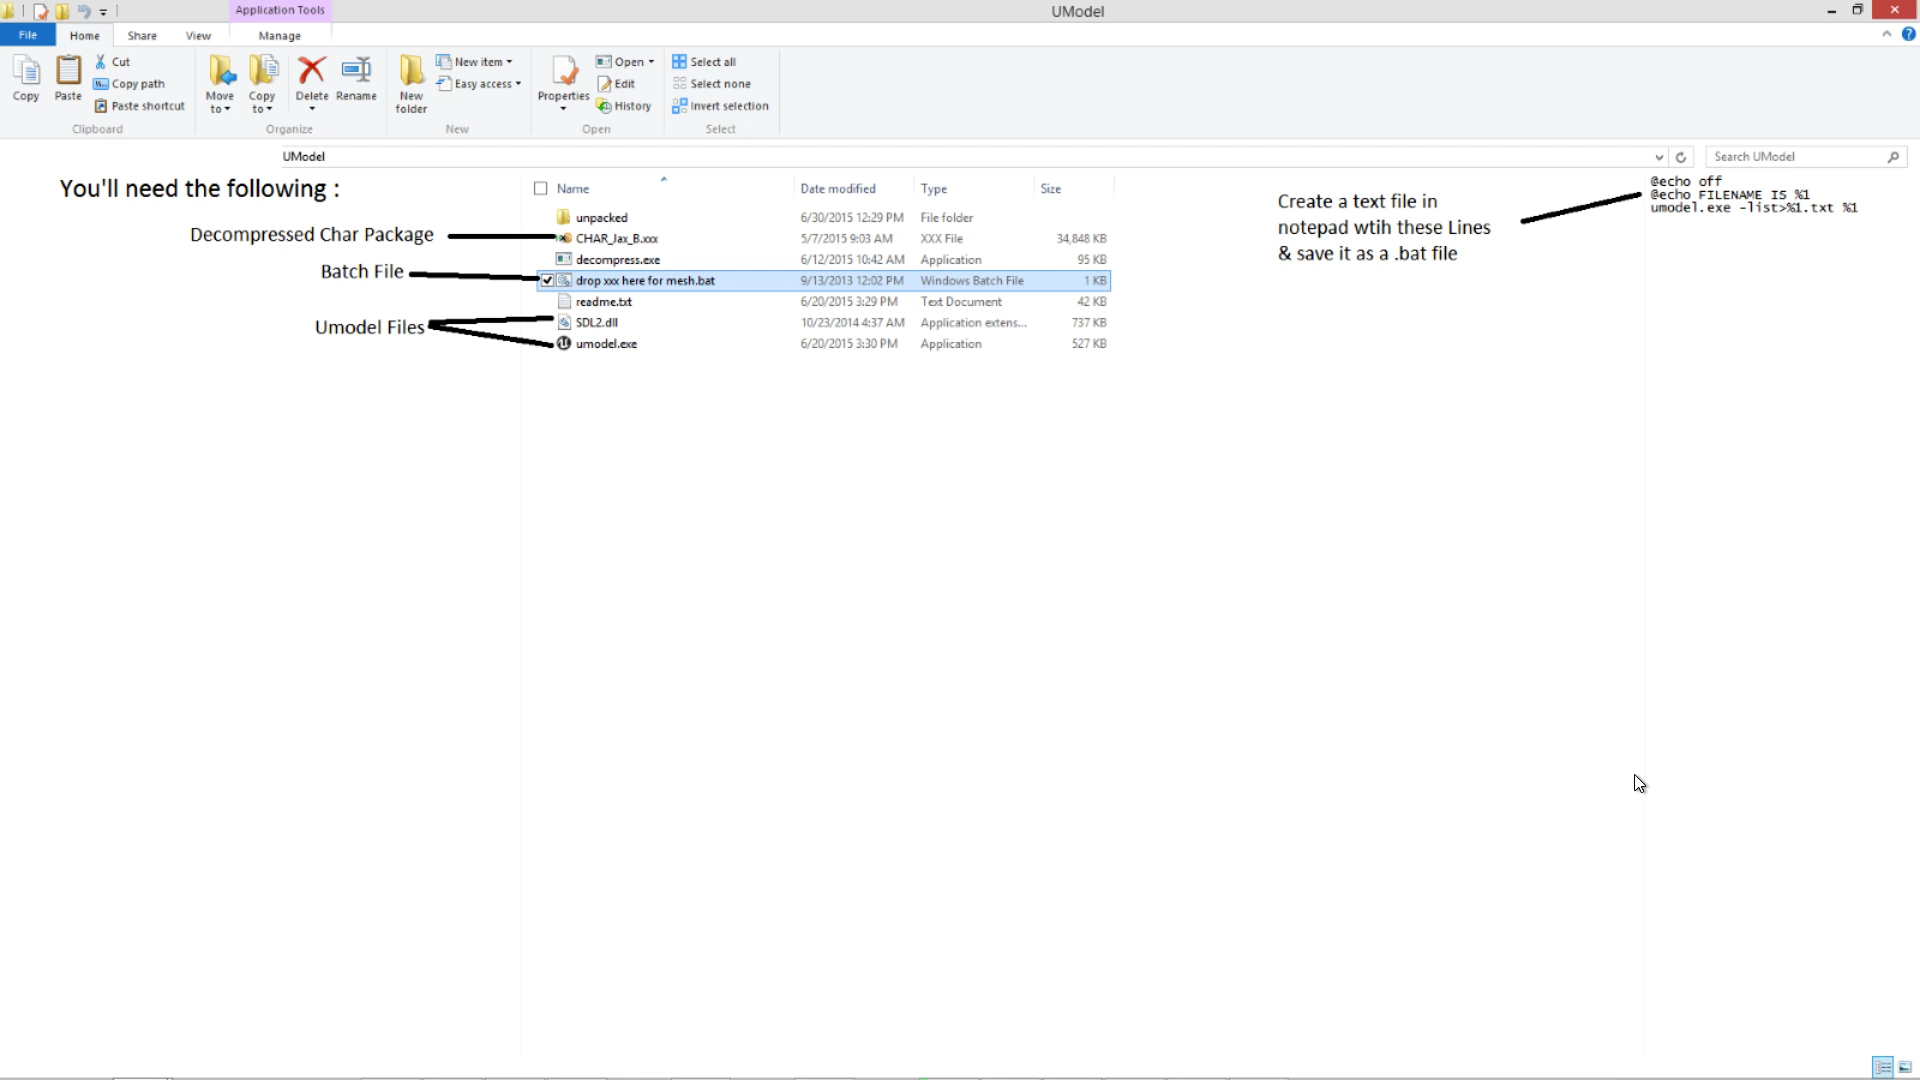 Application Tools
UModel
File Home Share View Manage
Copy
Paste
Cut
Copy path
Paste shortcut
Clipboard
Move to
Copy to
Delete
Rename
Organize
New folder
New item
Easy access
New
Properties
Open
Edit
History
Open
Select all
Select none
Invert selection
Select
UModel
Search UModel
You'll need the following :
Decompressed Char Package
Batch File
Umodel Files
Name Date modified Type Size
unpacked 6/30/2015 12:29 PM File folder
CHAR_Jax_B.xxx 5/7/2015 9:03 AM XXX File 34,848 KB
decompress.exe 6/12/2015 10:42 AM Application 95 KB
drop xxx here for mesh.bat 9/13/2013 12:02 PM Windows Batch File 1 KB
readme.txt 6/20/2015 3:29 PM Text Document 42 KB
SDL2.dll 10/23/2014 4:37 AM Application extens... 737 KB
umodel.exe 6/20/2015 3:30 PM Application 527 KB
Create a text file in
notepad wtih these Lines
& save it as a .bat file
@echo off
@echo FILENAME IS %1
umodel.exe -list>%1.txt %1